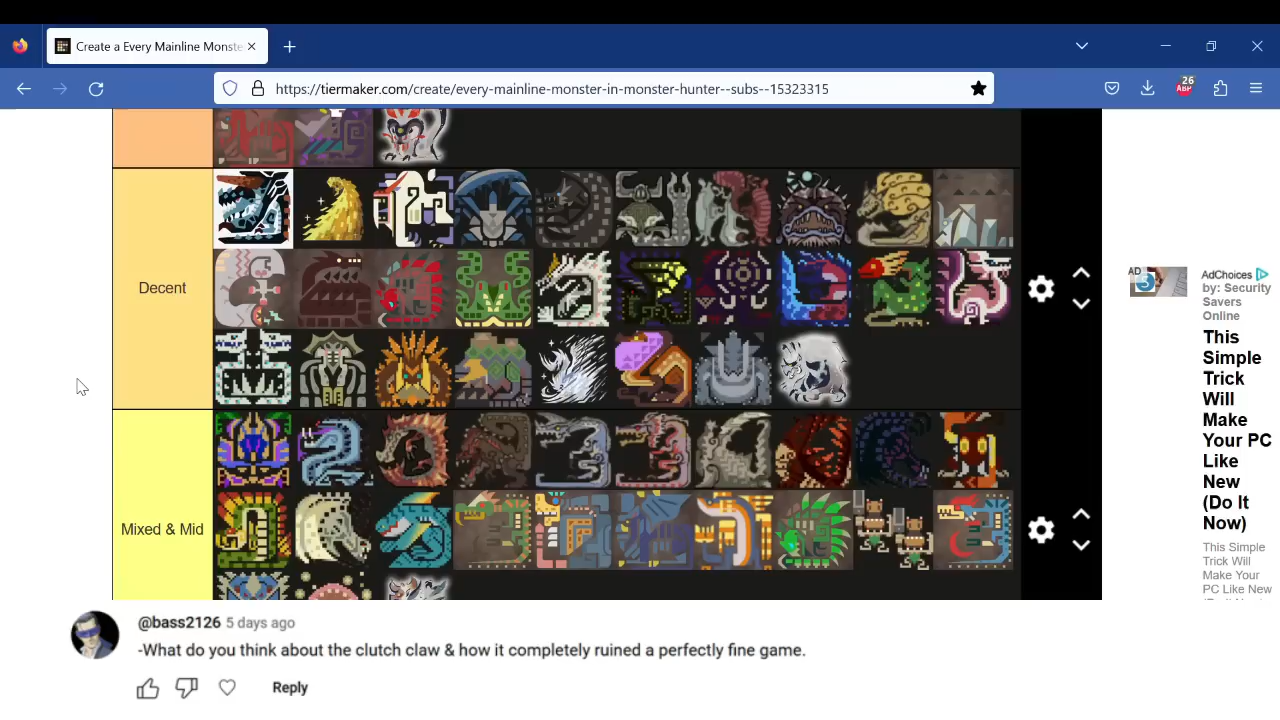 Create a Every Mainline Monste
https://tiermaker.com/create/every-mainline-monster-in-monster-hunter--subs--15323315
26
ABP
Decent
Mixed & Mid
AD
AdChoices
by: Security
Savers
Online
This
Simple
Trick
Will
Make
Your PC
Like
New
(Do It
Now)
This Simple
Trick Will
Make Your
PC Like New
@bass2126 5 days ago
-What do you think about the clutch claw & how it completely ruined a perfectly fine game.
Reply